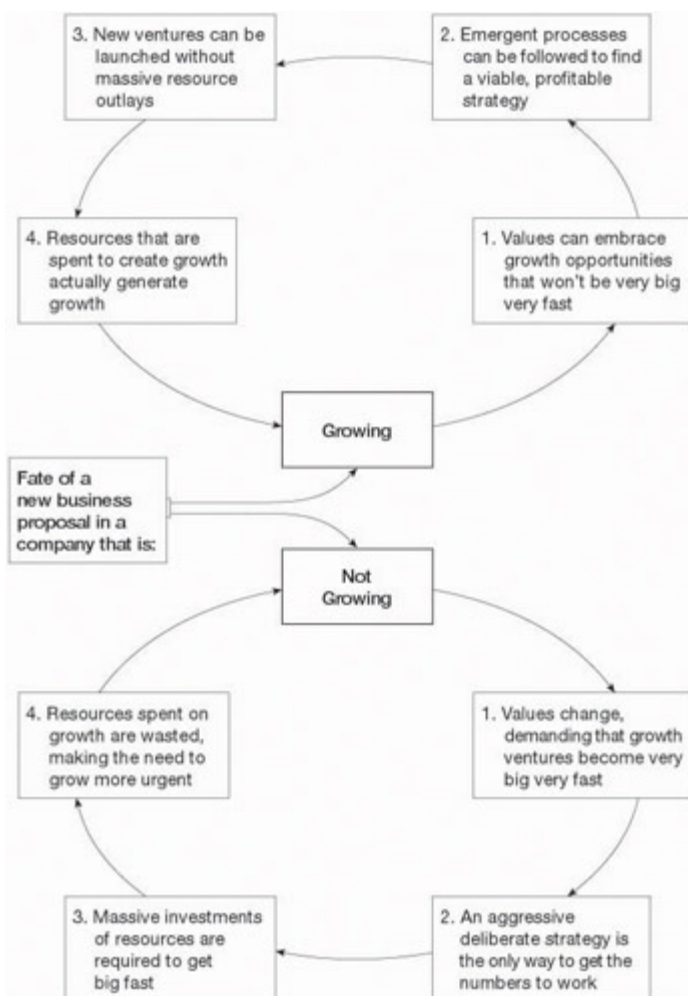 3. New ventures can be
launched without
massive resource
outlays
2. Emergent processes
can be followed to find
a viable, profitable
strategy
4. Resources that are
spent to create growth
actually generate
growth
1. Values can embrace
growth opportunities
that won't be very big
very fast
Growing
Fate of a
new business
proposal in a
company that is:
Not
Growing
4. Resources spent on
growth are wasted,
making the need to
grow more urgent
1. Values change,
demanding that growth
ventures become very
big very fast
3. Massive investments
of resources are
required to get
big fast
2. An aggressive
deliberate strategy is
the only way to get the
numbers to work